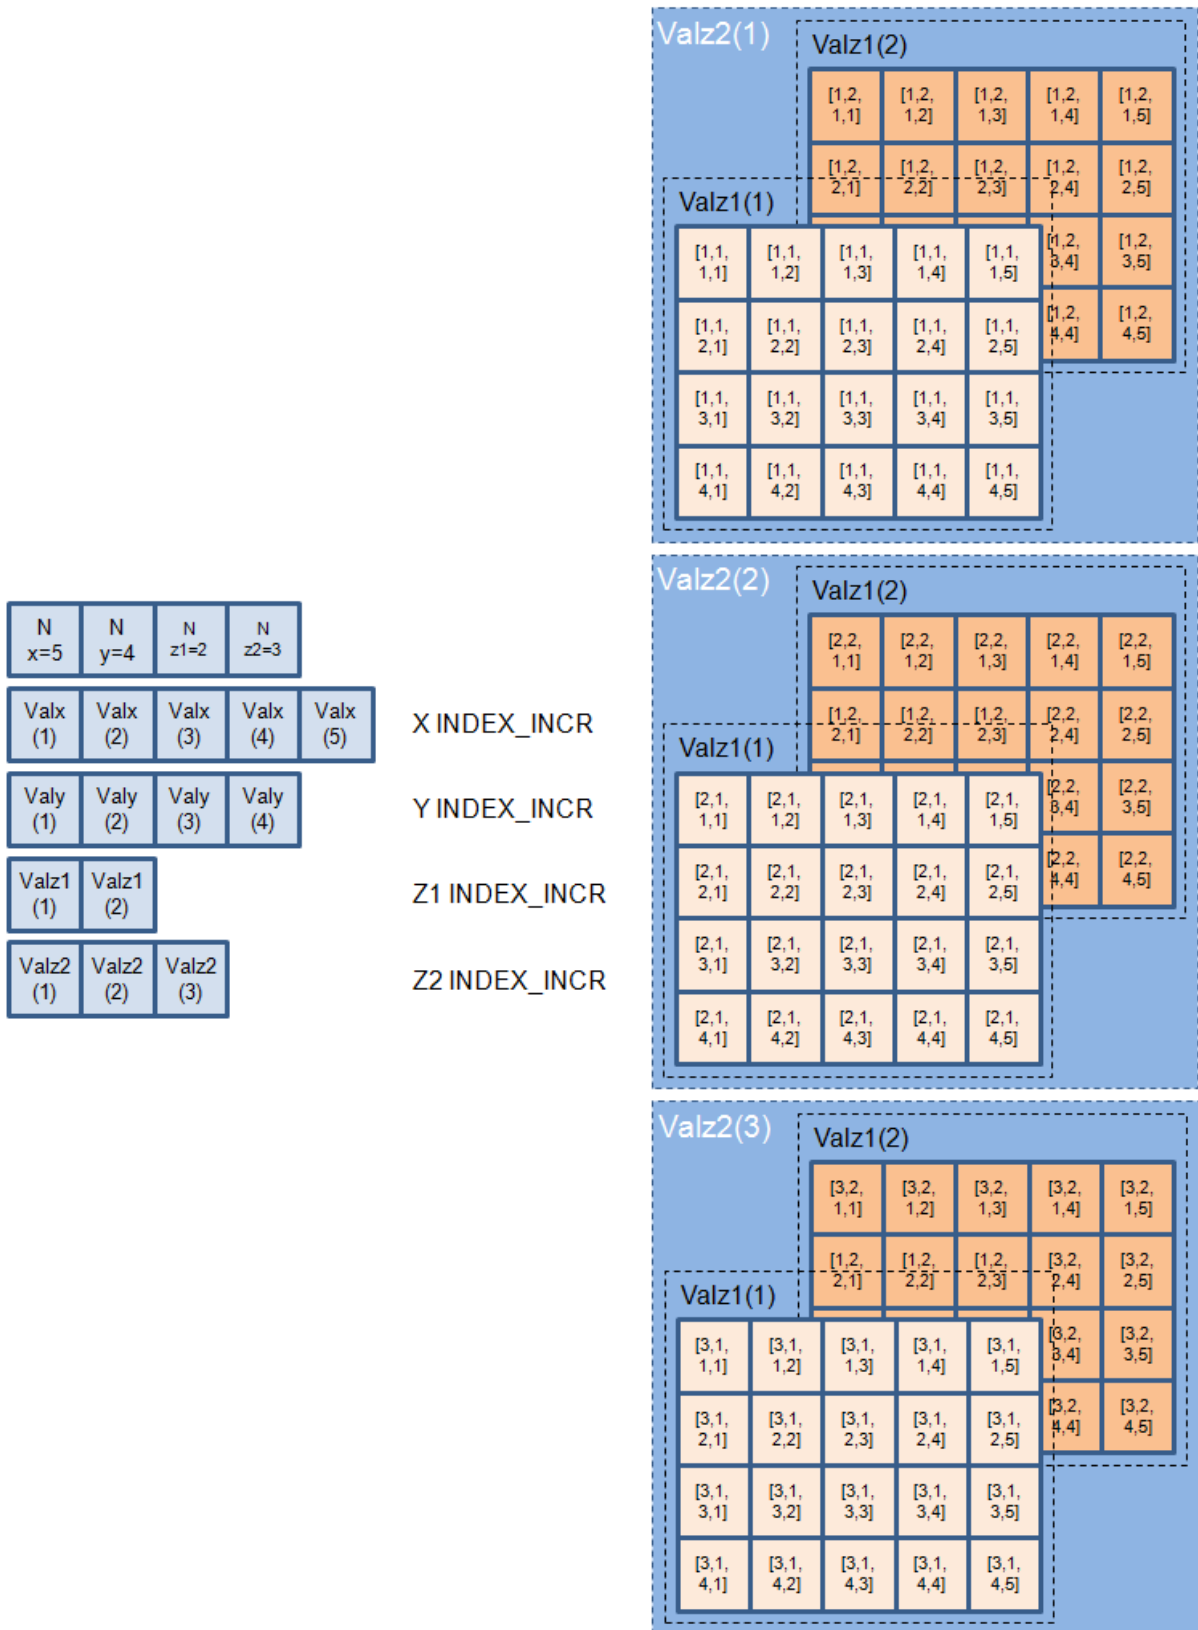 Valz2(1)
Valz1(2)
[1,2, [1,2, [1,2, [1,2, [1,2,
1,1] 1,2] 1,3] 1,4] 1,5]
[1,2, [1,2, [1,2, [1,2, [1,2,
2,1] 2,2] 2,3] 2,4] 2,5]
Valz1(1)
[1,2, [1,2,
3,4] 3,5]
[1,2, [1,2,
4,4] 4,5]
[1,1, [1,1, [1,1, [1,1, [1,1,
1,1] 1,2] 1,3] 1,4] 1,5]
[1,1, [1,1, [1,1, [1,1, [1,1,
2,1] 2,2] 2,3] 2,4] 2,5]
[1,1, [1,1, [1,1, [1,1, [1,1,
3,1] 3,2] 3,3] 3,4] 3,5]
[1,1, [1,1, [1,1, [1,1, [1,1,
4,1] 4,2] 4,3] 4,4] 4,5]
N N N N
x=5 y=4 z1=2 z2=3
Valx Valx Valx Valx Valx
(1) (2) (3) (4) (5)
X INDEX_INCR
Valy Valy Valy Valy
(1) (2) (3) (4)
Y INDEX_INCR
Valz1 Valz1
(1) (2)
Z1 INDEX_INCR
Valz2 Valz2 Valz2
(1) (2) (3)
Z2 INDEX_INCR
Valz2(2)
Valz1(2)
[2,2, [2,2, [2,2, [2,2, [2,2,
1,1] 1,2] 1,3] 1,4] 1,5]
[1,2, [1,2, [1,2, [2,2, [2,2,
2,1] 2,2] 2,3] 2,4] 2,5]
Valz1(1)
[2,2, [2,2,
3,4] 3,5]
[2,2, [2,2,
4,4] 4,5]
[2,1, [2,1, [2,1, [2,1, [2,1,
1,1] 1,2] 1,3] 1,4] 1,5]
[2,1, [2,1, [2,1, [2,1, [2,1,
2,1] 2,2] 2,3] 2,4] 2,5]
[2,1, [2,1, [2,1, [2,1, [2,1,
3,1] 3,2] 3,3] 3,4] 3,5]
[2,1, [2,1, [2,1, [2,1, [2,1,
4,1] 4,2] 4,3] 4,4] 4,5]
Valz2(3)
Valz1(2)
[3,2, [3,2, [3,2, [3,2, [3,2,
1,1] 1,2] 1,3] 1,4] 1,5]
[1,2, [1,2, [1,2, [3,2, [3,2,
2,1] 2,2] 2,3] 2,4] 2,5]
Valz1(1)
[3,2, [3,2,
3,4] 3,5]
[3,2, [3,2,
4,4] 4,5]
[3,1, [3,1, [3,1, [3,1, [3,1,
1,1] 1,2] 1,3] 1,4] 1,5]
[3,1, [3,1, [3,1, [3,1, [3,1,
2,1] 2,2] 2,3] 2,4] 2,5]
[3,1, [3,1, [3,1, [3,1, [3,1,
3,1] 3,2] 3,3] 3,4] 3,5]
[3,1, [3,1, [3,1, [3,1, [3,1,
4,1] 4,2] 4,3] 4,4] 4,5]